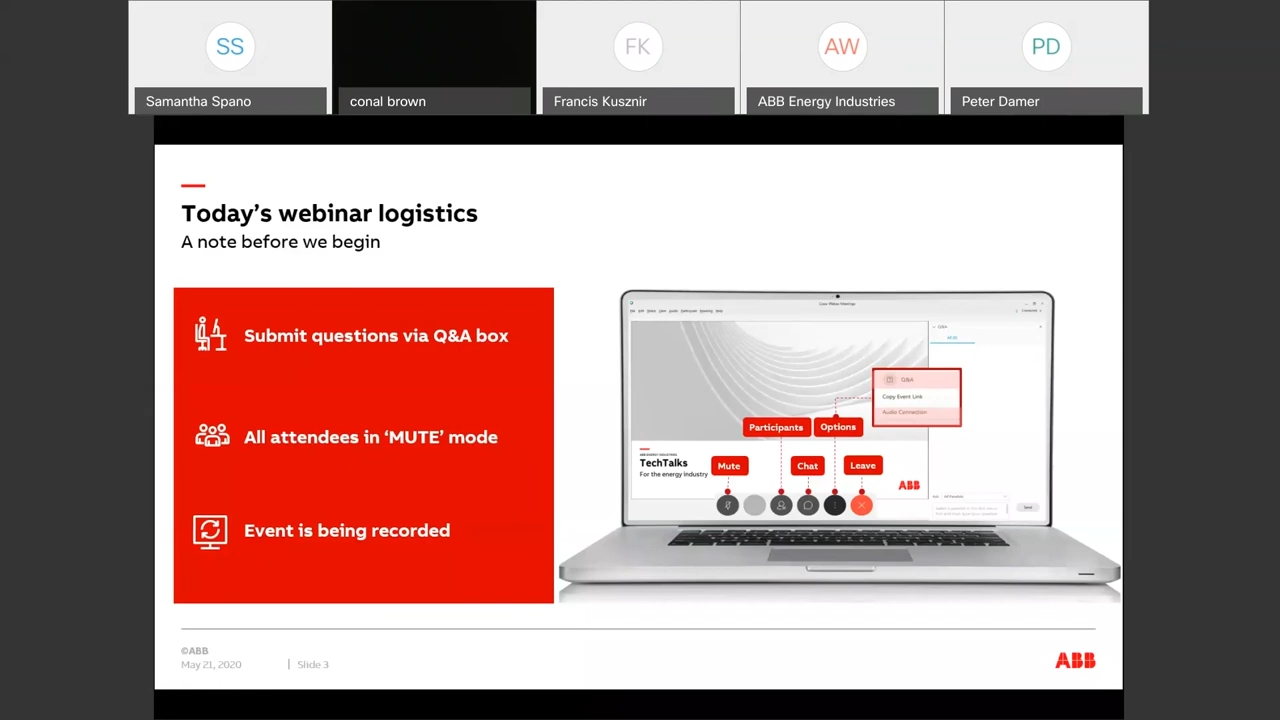 SS
FK
AW
PD
Samantha Spano
conal brown
Francis Kusznir
ABB Energy Industries
Peter Damer
Today's webinar logistics
A note before we begin
Submit questions via Q&A box
All attendees in 'MUTE' mode
Event is being recorded
Q&A
Q&A
Copy Event Link
Audio Connection
Participants
Options
TechTalks
For the energy industry
Mute
Chat
Leave
ABB
Send
©ABB
May 21, 2020
Slide 3
ABB